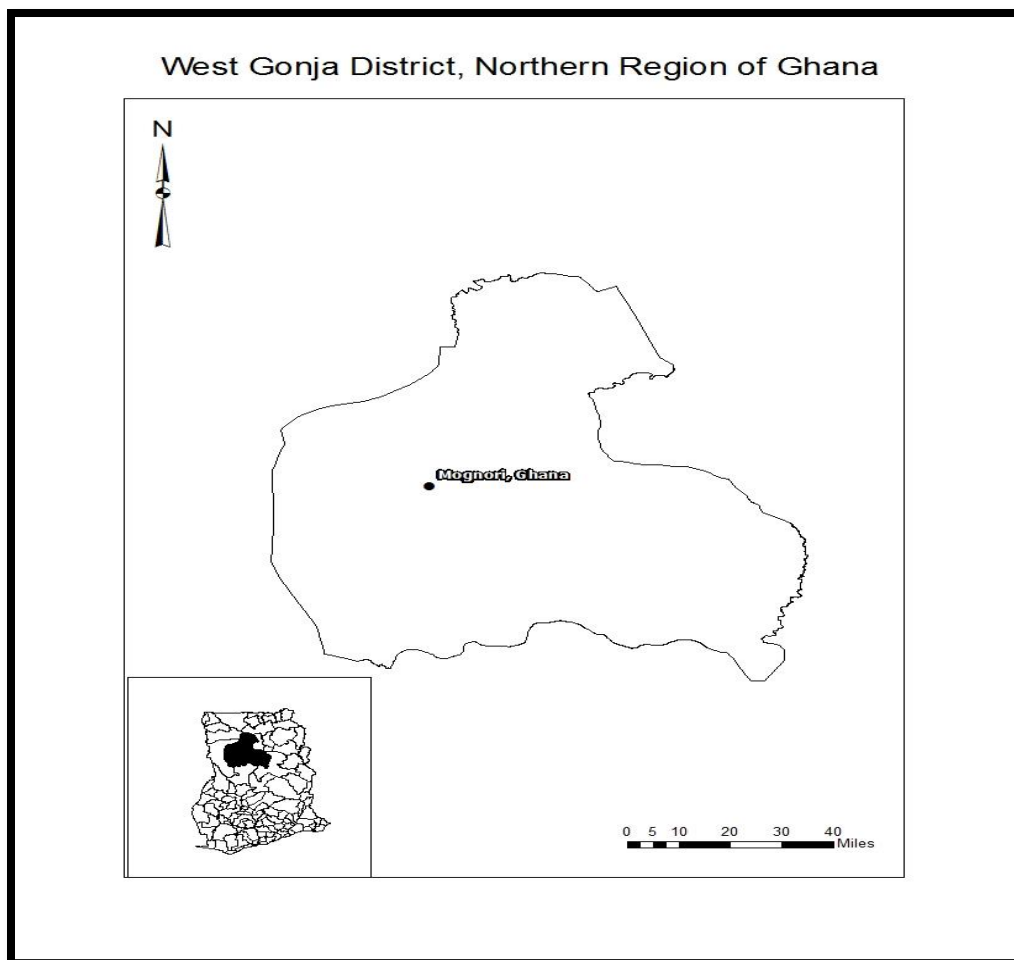 West Gonja District, Northern Region of Ghana
N
Mognori, Ghana
0 5 10 20 30 40
Miles